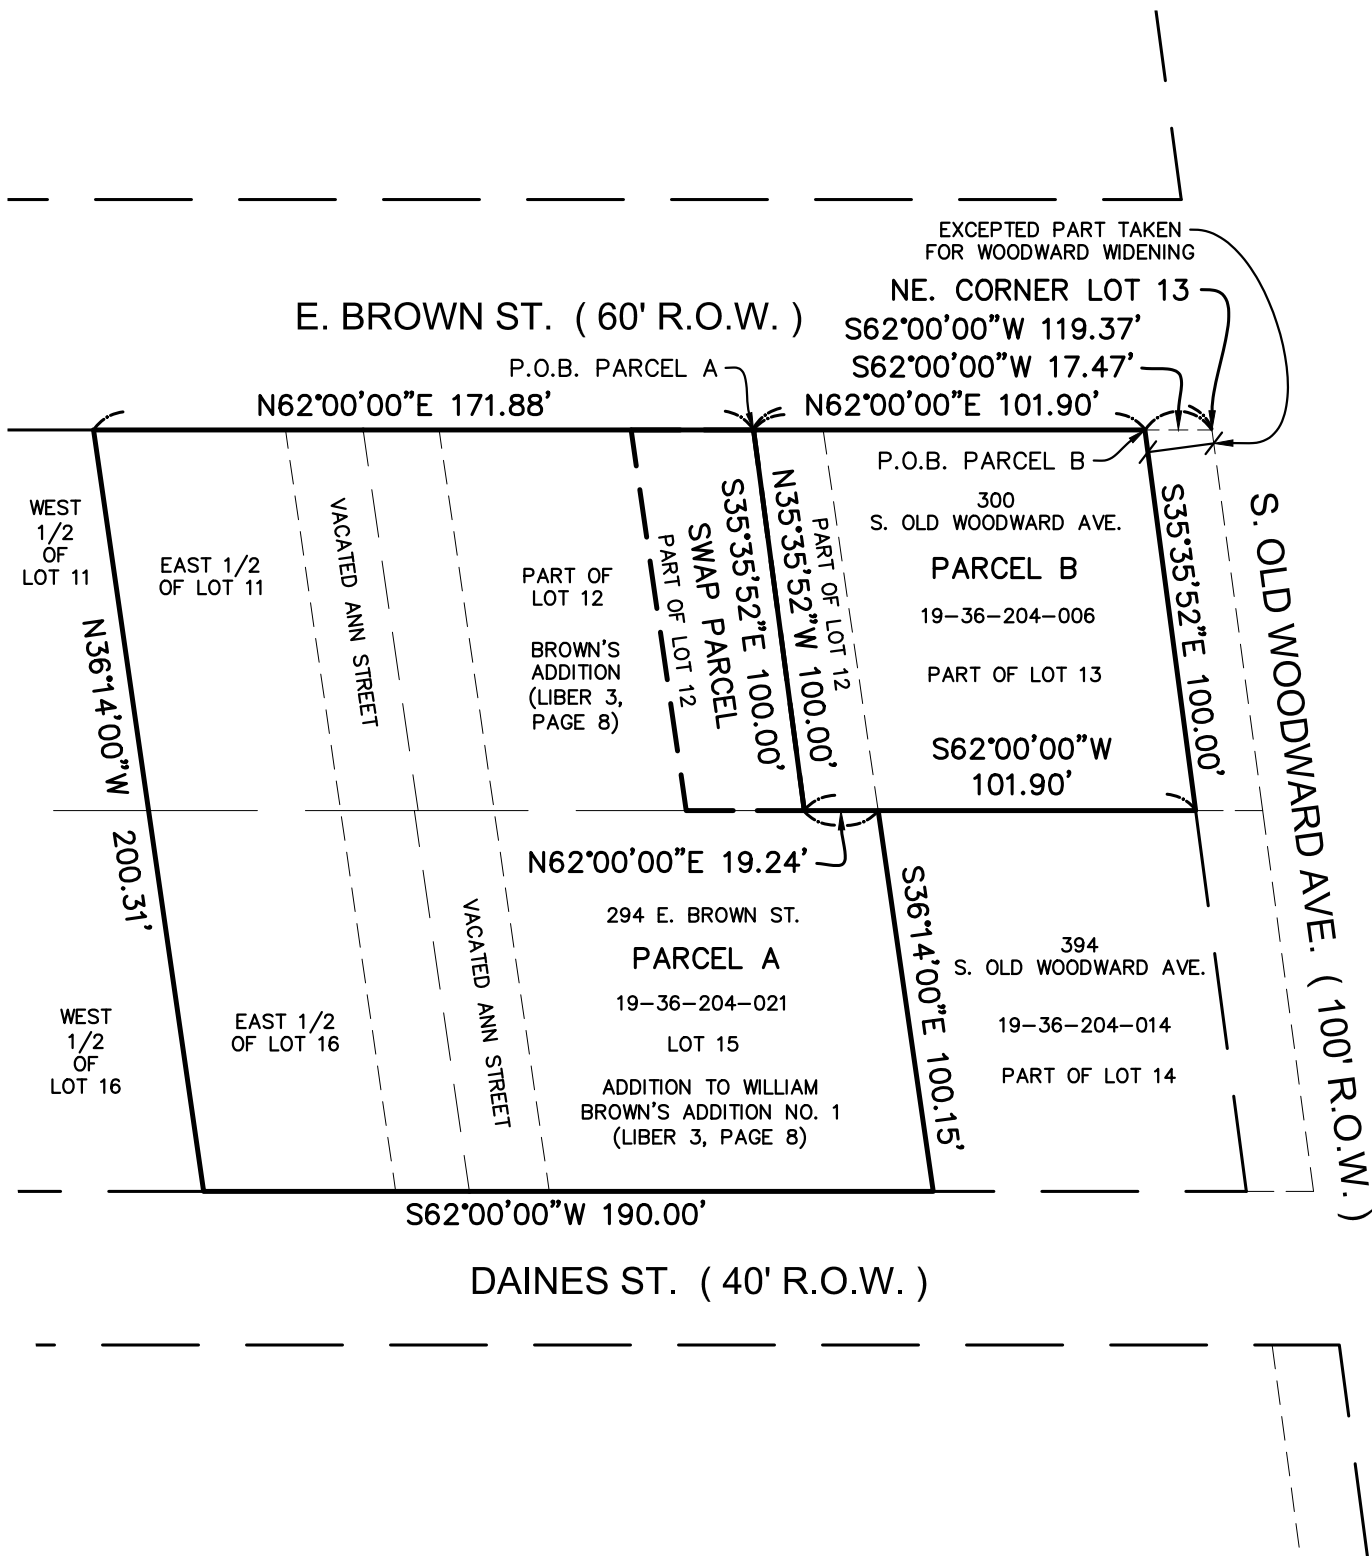 EXCEPTED PART TAKEN
FOR WOODWARD WIDENING
NE. CORNER LOT 13
E. BROWN ST. ( 60' R.O.W. )
S62°00'00"W 119.37'
S62°00'00"W 17.47'
P.O.B. PARCEL A
N62°00'00"E 171.88'
N62°00'00"E 101.90'
P.O.B. PARCEL B
300
S. OLD WOODWARD AVE.
PARCEL B
19-36-204-006
PART OF LOT 13
S62°00'00"W
101.90'
S35°35'52"E 100.00'
S. OLD WOODWARD AVE. ( 100' R.O.W. )
WEST
1/2
OF
LOT 11
EAST 1/2
OF LOT 11
VACATED ANN STREET
PART OF
LOT 12
BROWN'S
ADDITION
(LIBER 3,
PAGE 8)
PART OF LOT 12
SWAP PARCEL
S35°35'52"E 100.00'
N35°35'52"W 100.00'
PART OF LOT 12
N36°14'00"W
200.31'
N62°00'00"E 19.24'
294 E. BROWN ST.
PARCEL A
19-36-204-021
LOT 15
ADDITION TO WILLIAM
BROWN'S ADDITION NO. 1
(LIBER 3, PAGE 8)
VACATED ANN STREET
S36°14'00"E 100.15'
394
S. OLD WOODWARD AVE.
19-36-204-014
PART OF LOT 14
WEST
1/2
OF
LOT 16
EAST 1/2
OF LOT 16
S62°00'00"W 190.00'
DAINES ST. ( 40' R.O.W. )